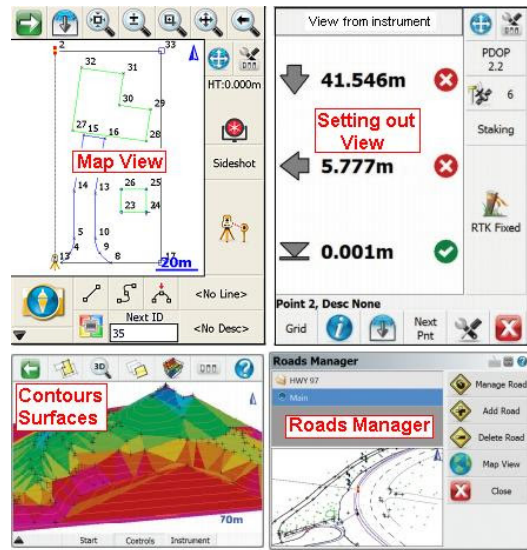 2
33
32
31
30
29
27
15
16
28
HT:0.000m
Map View
Sideshot
14
13
26
25
23
24
5
10
4
9
13
8
17
20m
<No Line>
Next ID
35
<No Desc>
View from instrument
PDOP
2.2
41.546m
6
Setting out
View
Staking
5.777m
RTK Fixed
0.001m
Point 2, Desc None
Grid
Next
Pnt
3D
Contours
Surfaces
70m
Start
Controls
Instrument
Roads Manager
HWY 97
Main
Roads Manager
Manage Road
Add Road
Delete Road
Map View
Close